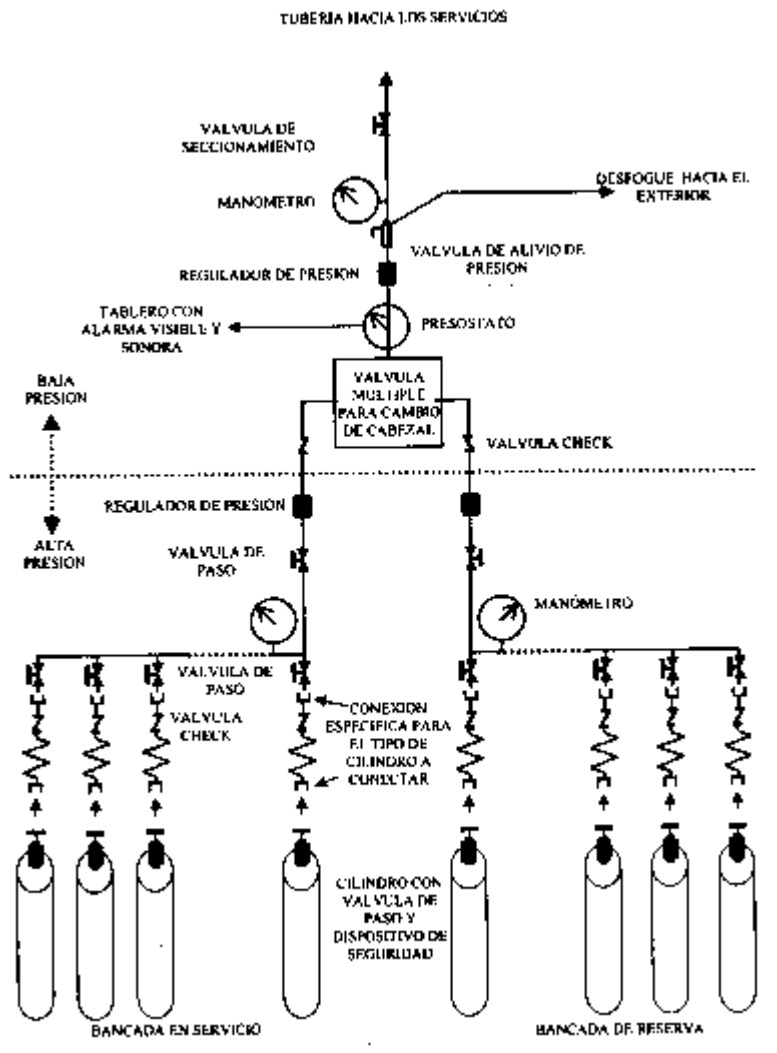 TUBERIA HACIA LOS SERVICIOS
VALVULA DE
SECCIONAMIENTO
MANOMETRO
DESFOGUE HACIA EL
EXTERIOR
VALVULA DE ALIVIO DE
PRESION
REGULADOR DE PRESION
TABLERO CON
ALARMA VISIBLE Y
SONORA
PRESOSTATO
VALVULA
MULTIPLE
PARA CAMBIO
DE CABEZAL
BAJA
PRESION
VALVULA CHECK
REGULADOR DE PRESION
ALTA
PRESION
VALVULA DE
PASO
MANÓMETRO
VALVULA DE
PASO
VALVULA
CHECK
CONEXION
ESPECIFICA PARA
EL TIPO DE
CILINDRO A
CONECTAR
CILINDRO CON
VALVULA DE
PASO Y
DISPOSITIVO DE
SEGURIDAD
BANCADA EN SERVICIO
BANCADA DE RESERVA